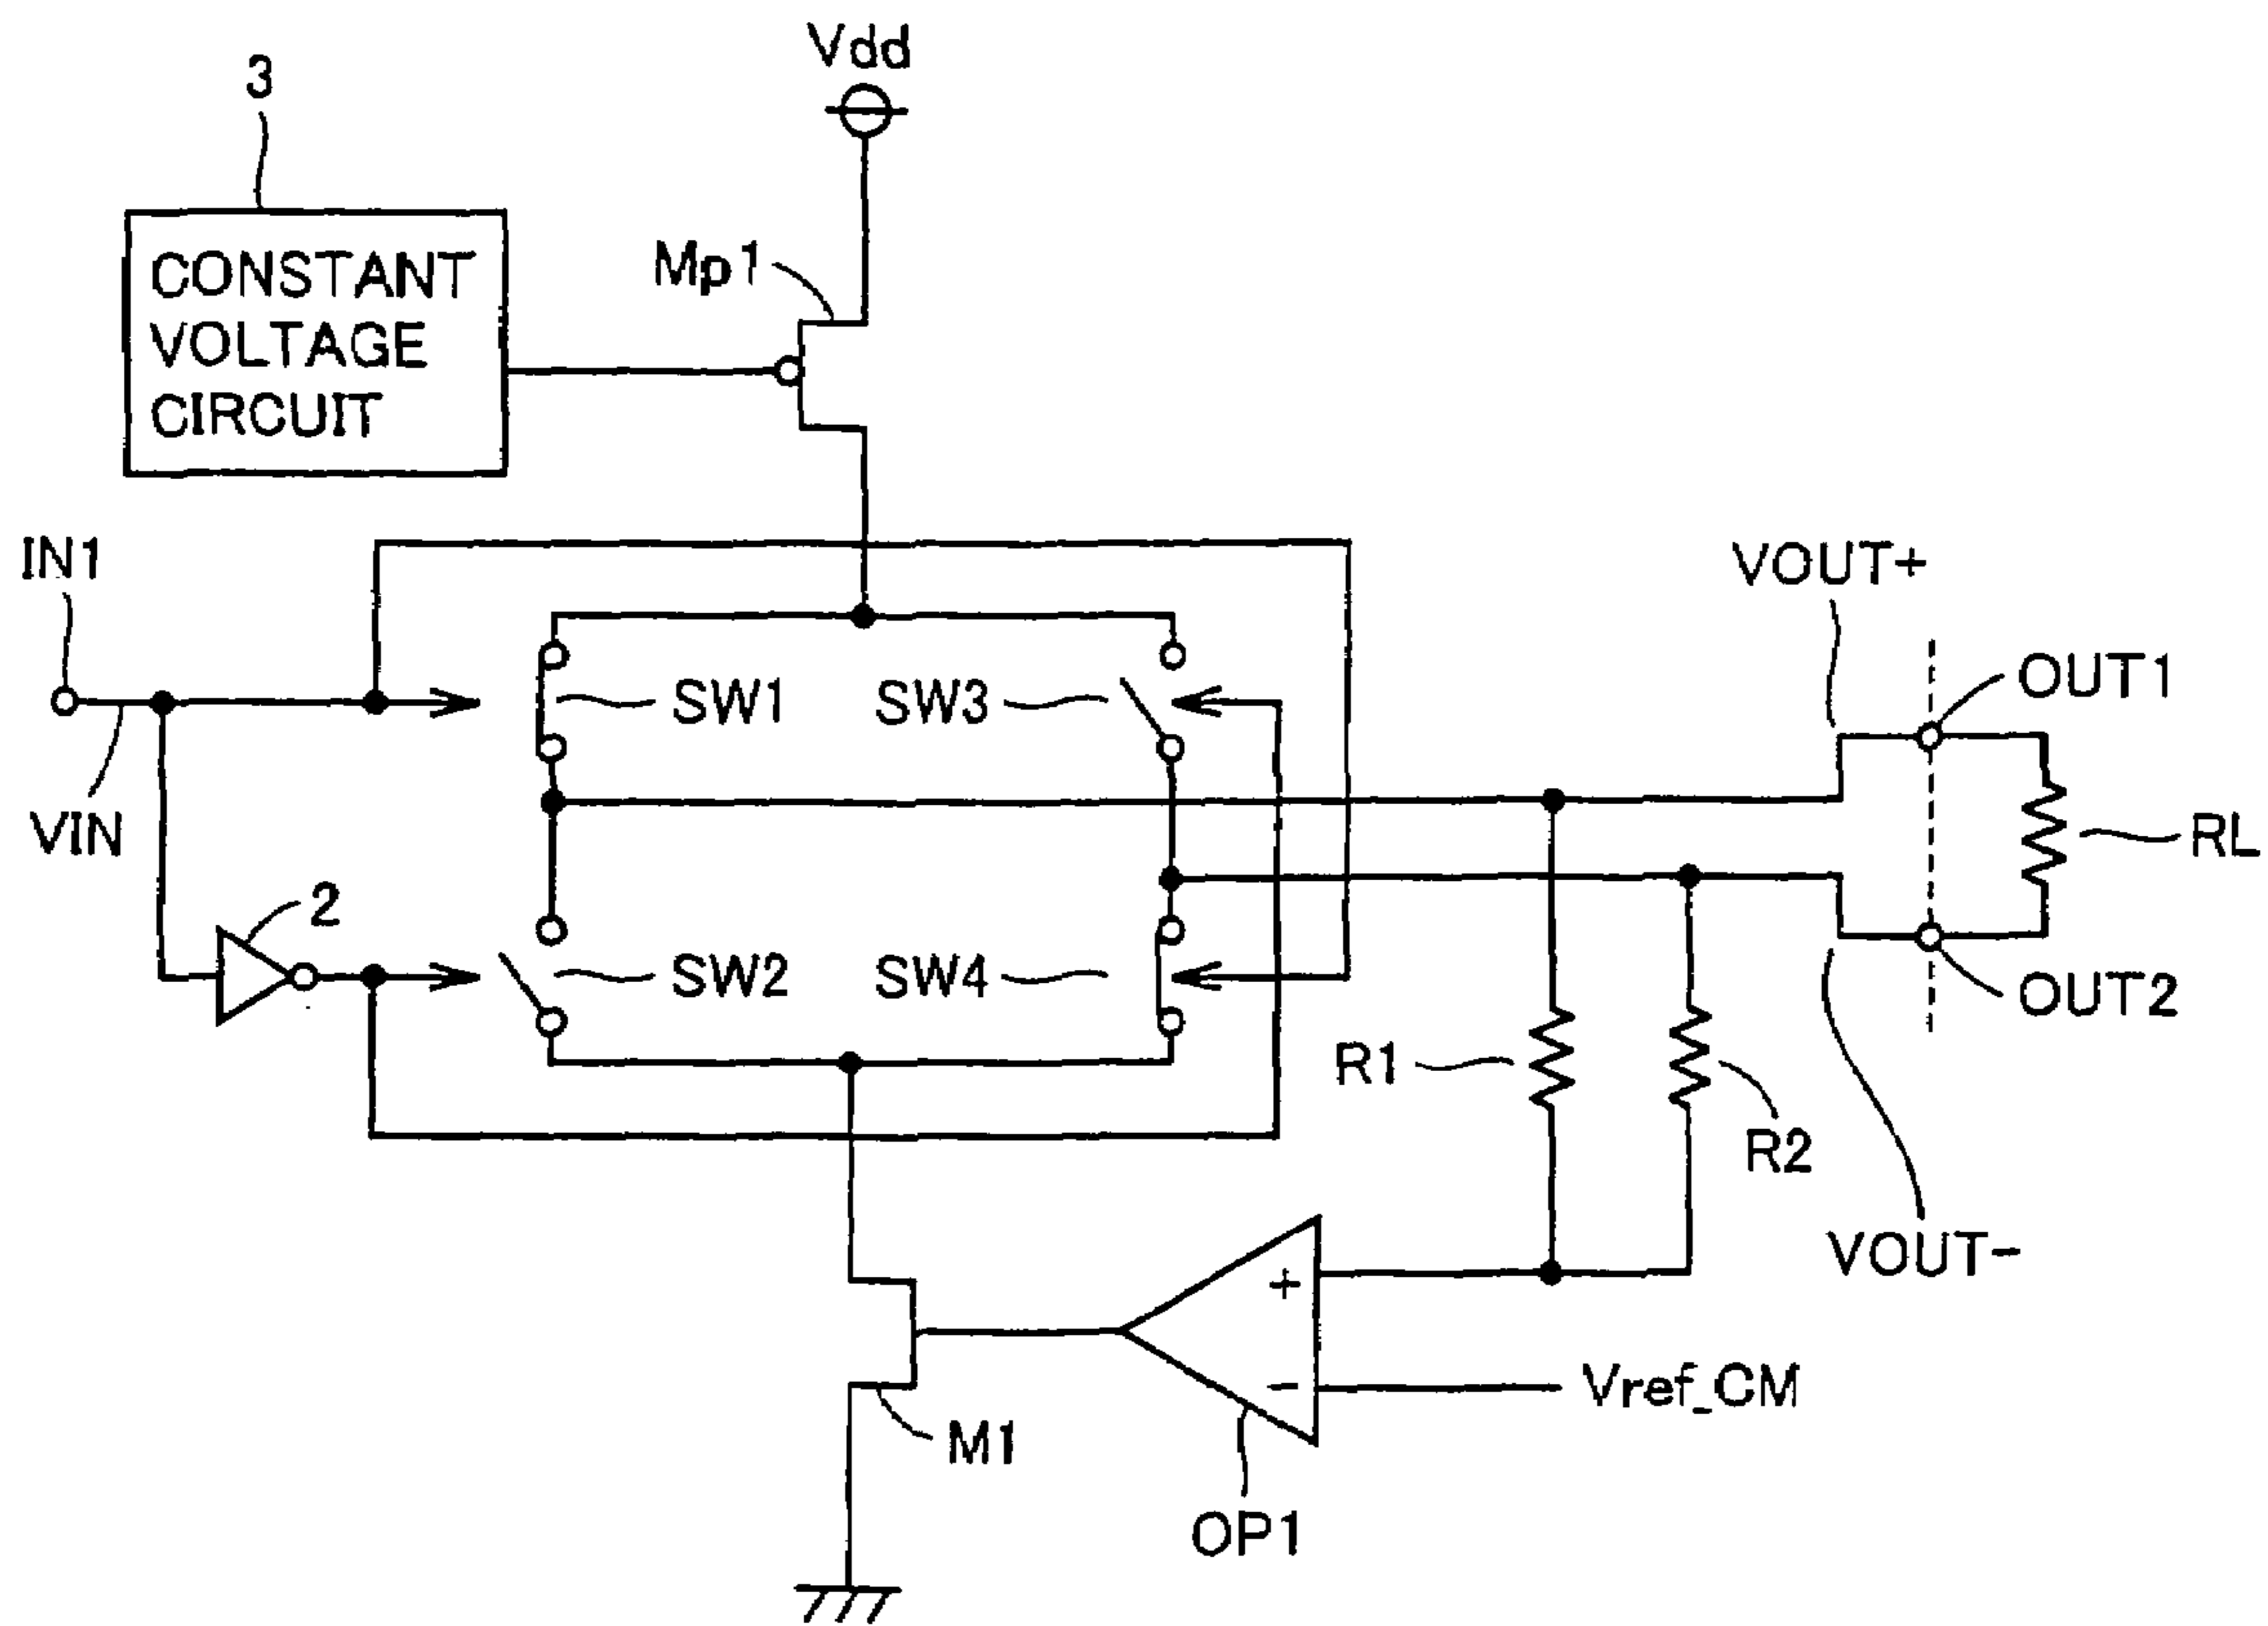 Vdd
3
CONSTANT
VOLTAGE
CIRCUIT
Mp1
IN1
VIN
2
SW1
SW3
SW2
SW4
VOUT+
OUT1
RL
OUT2
R1
R2
VOUT-
+
-
Vref_CM
M1
OP1